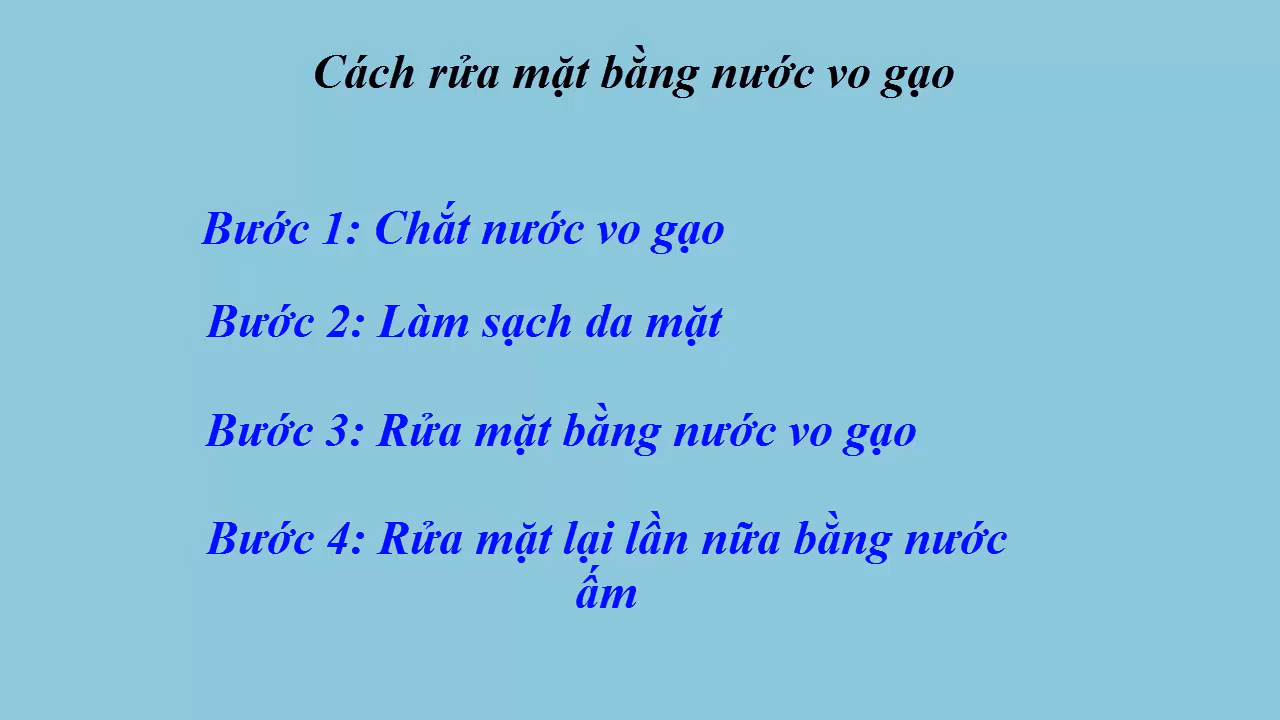 Cách rửa mặt bằng nước vo gạo
Bước 1: Chắt nước vo gạo
Bước 2: Làm sạch da mặt
Bước 3: Rửa mặt bằng nước vo gạo
Bước 4: Rửa mặt lại lần nữa bằng nước
ấm